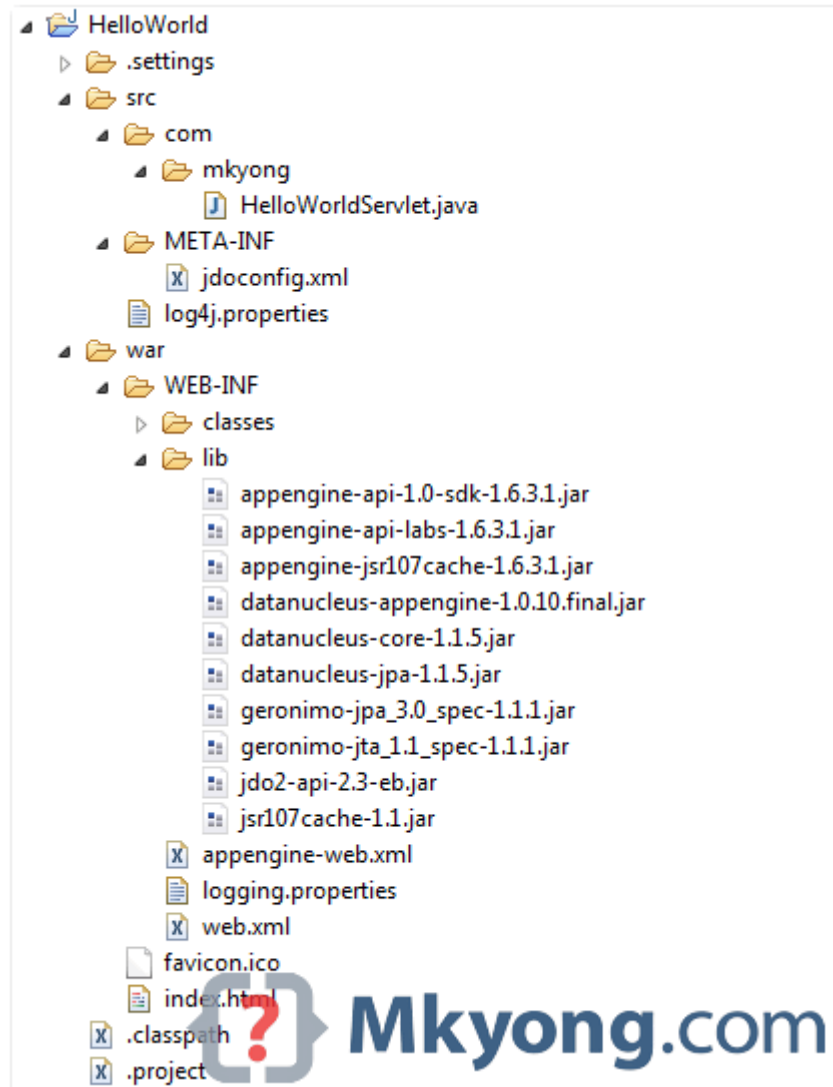 HelloWorld
.settings
src
com
mkyong
HelloWorldServlet.java
META-INF
jdoconfig.xml
log4j.properties
war
WEB-INF
classes
lib
appengine-api-1.0-sdk-1.6.3.1.jar
appengine-api-labs-1.6.3.1.jar
appengine-jsr107cache-1.6.3.1.jar
datanucleus-appengine-1.0.10.final.jar
datanucleus-core-1.1.5.jar
datanucleus-jpa-1.1.5.jar
geronimo-jpa_3.0_spec-1.1.1.jar
geronimo-jta_1.1_spec-1.1.1.jar
jdo2-api-2.3-eb.jar
jsr107cache-1.1.jar
appengine-web.xml
logging.properties
web.xml
favicon.ico
index.html
.classpath
.project
{?} Mkyong.com